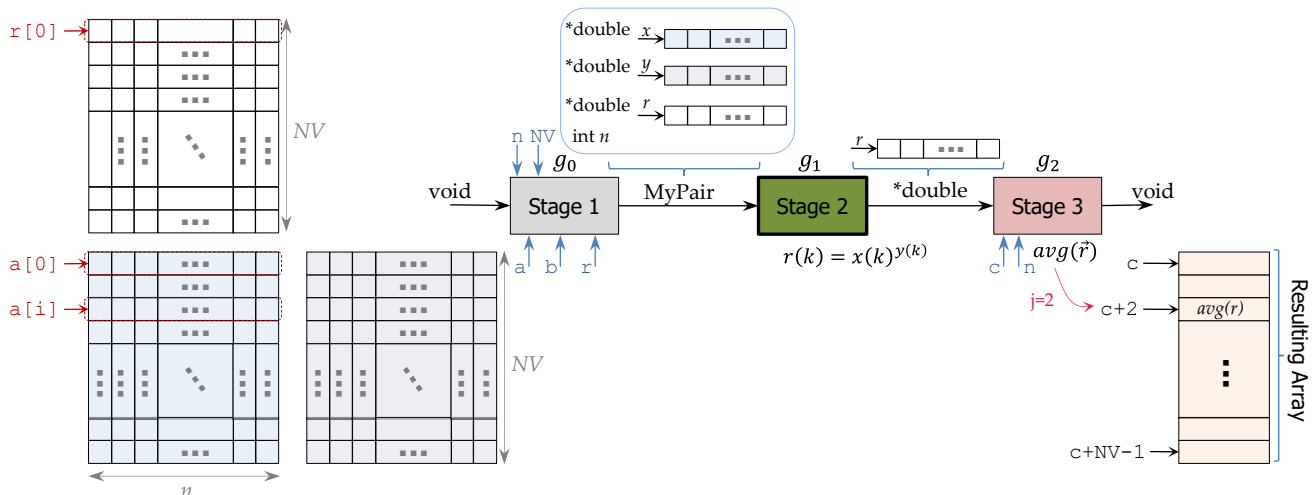 r[0]
NV
*double x
*double y
*double r
int n
n NV
g0
void
Stage 1
a b r
MyPair
g1
Stage 2
r(k) = x(k)^y(k)
r
*double
g2
Stage 3
void
c n avg(r⃗)
j=2
a[0]
a[i]
n
NV
c
c+2
avg(r)
c+NV-1
Resulting Array